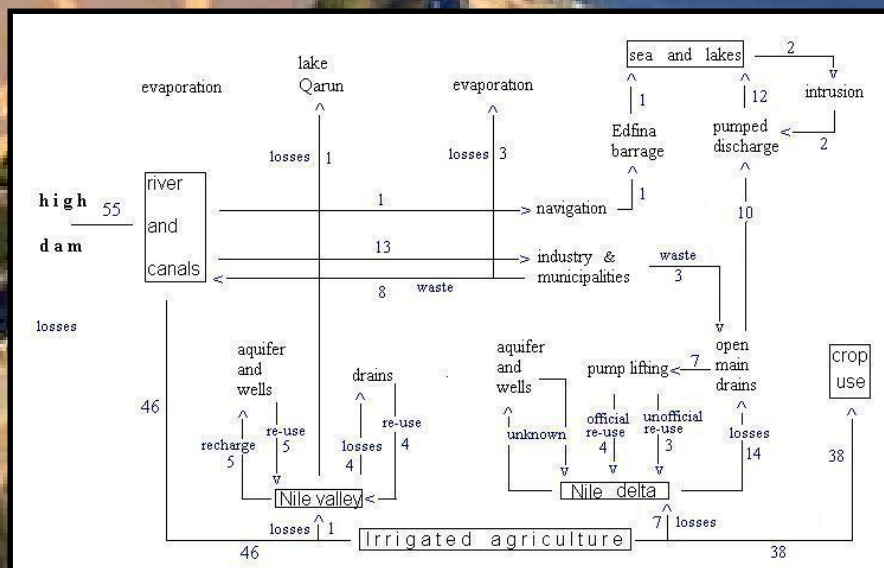 sea and lakes
2
lake
Qarun
evaporation
evaporation
intrusion
1
12
Edfina
barrage
pumped
discharge
2
losses 1
losses 3
river
and
canals
high
dam
55
1
navigation
1
10
13
industry &
municipalities
waste
3
8
waste
losses
aquifer
and
wells
drains
aquifer
and
wells
pump lifting
7
open
main
drains
crop
use
46
re-use
5
recharge
5
losses
4
re-use
4
unknown
official
re-use
4
unofficial
re-use
3
losses
14
38
Nile valley
Nile delta
losses 1
7 losses
46
Irrigated agriculture
38